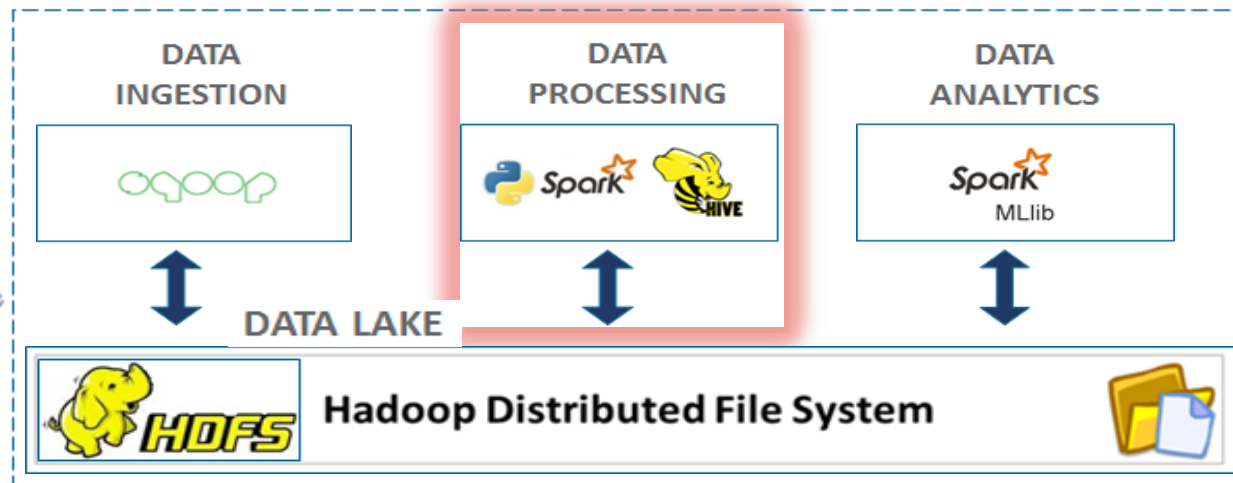 DATA
INGESTION
DATA
PROCESSING
DATA
ANALYTICS
sqoop
Spark
HIVE
Spark
MLlib
DATA LAKE
HDFS
Hadoop Distributed File System